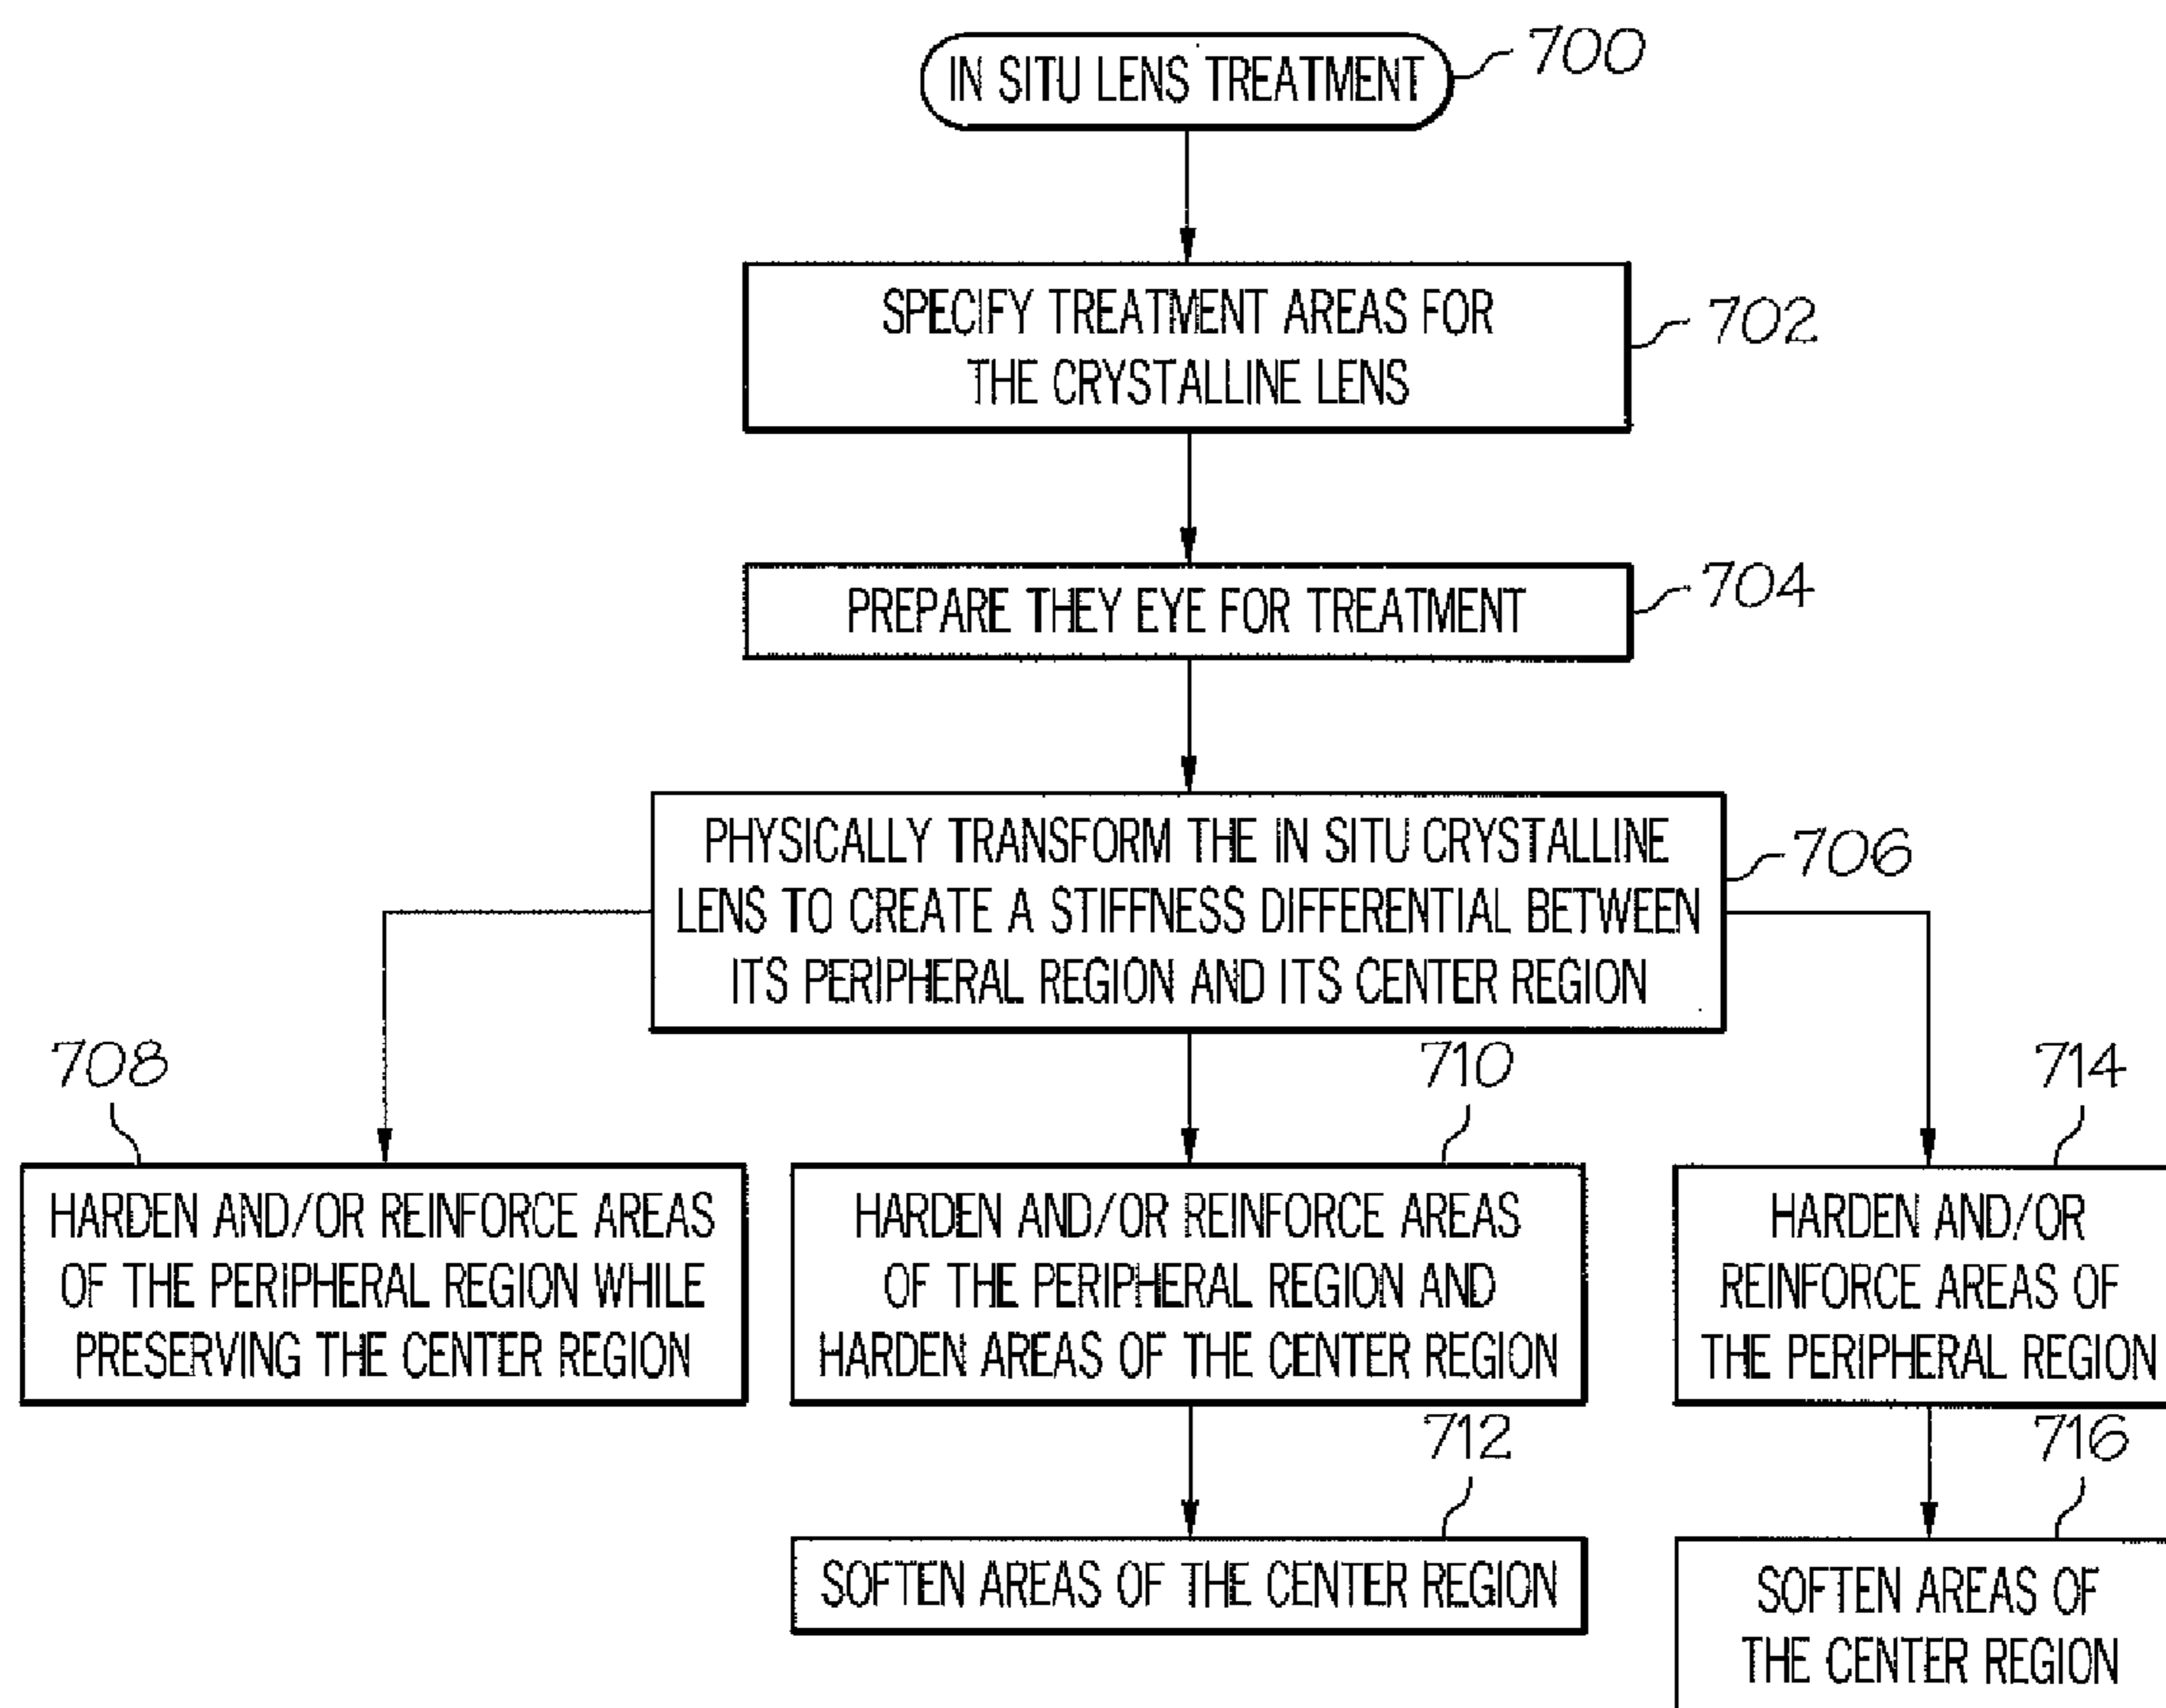 IN SITU LENS TREATMENT
700
SPECIFY TREATMENT AREAS FOR
THE CRYSTALLINE LENS
702
PREPARE THEY EYE FOR TREATMENT
704
PHYSICALLY TRANSFORM THE IN SITU CRYSTALLINE
LENS TO CREATE A STIFFNESS DIFFERENTIAL BETWEEN
ITS PERIPHERAL REGION AND ITS CENTER REGION
706
708
HARDEN AND/OR REINFORCE AREAS
OF THE PERIPHERAL REGION WHILE
PRESERVING THE CENTER REGION
710
HARDEN AND/OR REINFORCE AREAS
OF THE PERIPHERAL REGION AND
HARDEN AREAS OF THE CENTER REGION
714
HARDEN AND/OR
REINFORCE AREAS OF
THE PERIPHERAL REGION
712
SOFTEN AREAS OF THE CENTER REGION
716
SOFTEN AREAS OF
THE CENTER REGION